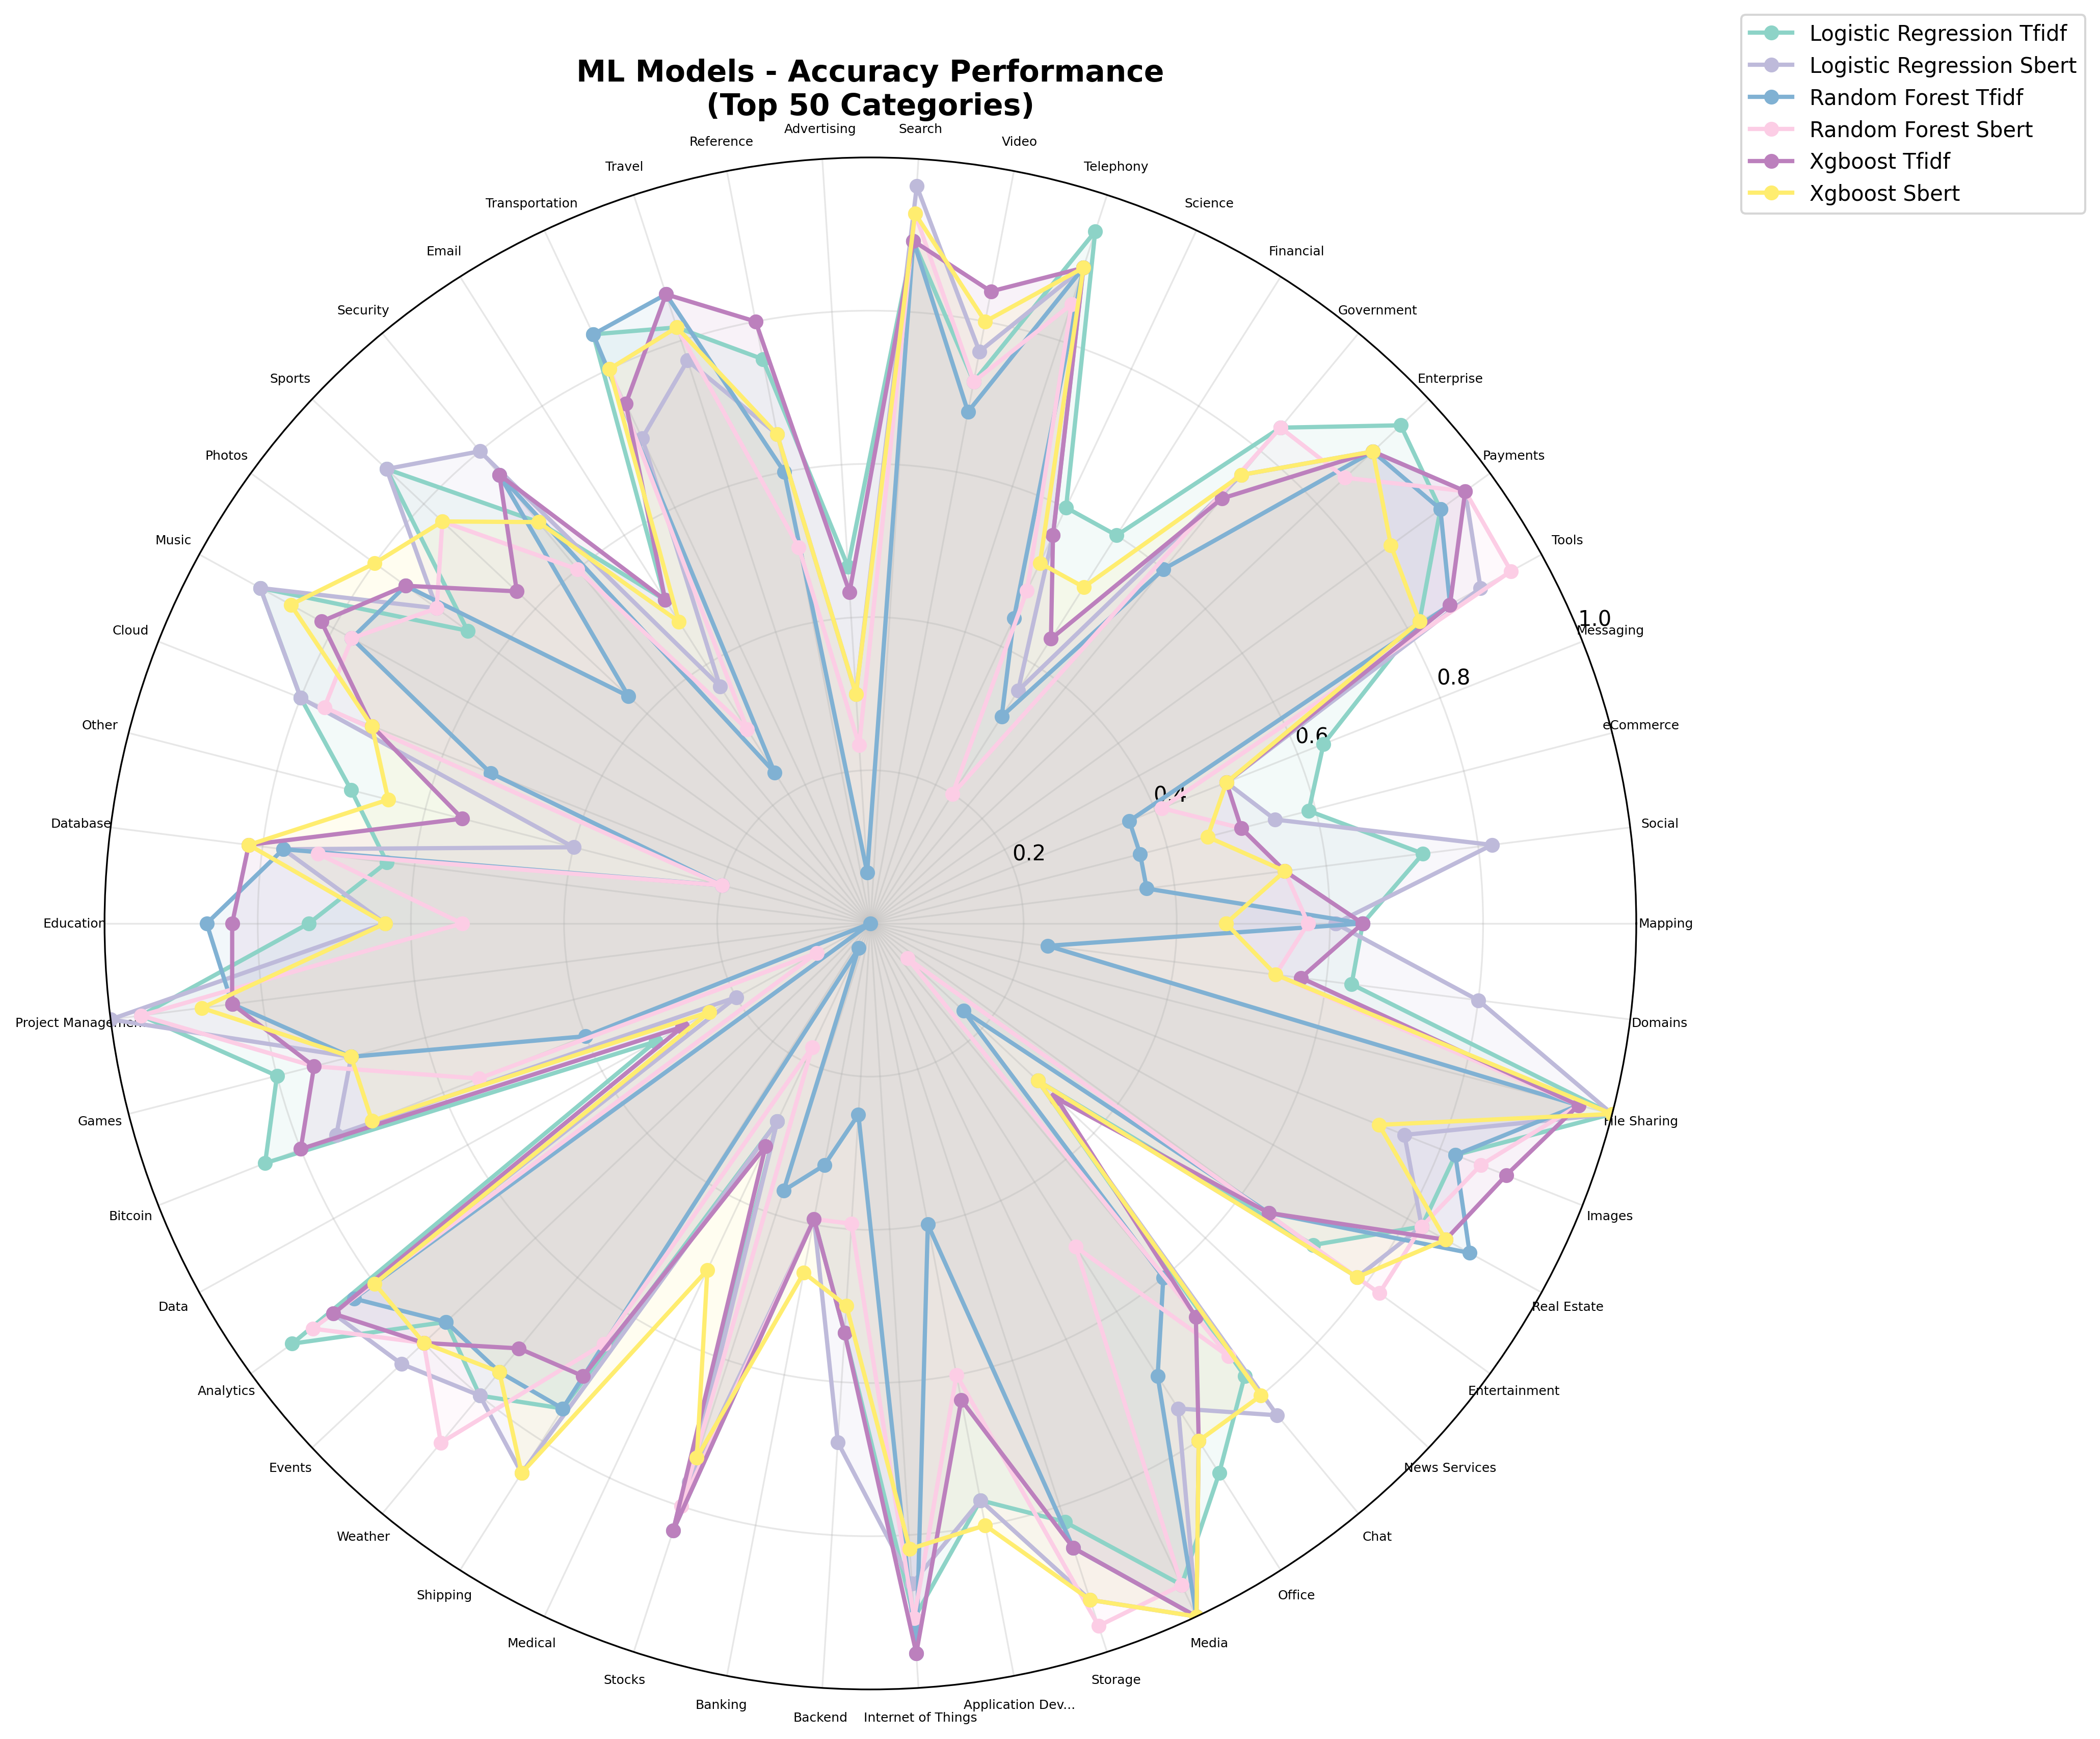 ML Models - Accuracy Performance
(Top 50 Categories)
Logistic Regression Tfidf
Logistic Regression Sbert
Random Forest Tfidf
Random Forest Sbert
Xgboost Tfidf
Xgboost Sbert
Advertising
Search
Reference
Video
Travel
Telephony
Transportation
Science
Email
Financial
Security
Government
Sports
Enterprise
Photos
Payments
Music
Tools
1.0
Cloud
Messaging
0.8
Other
eCommerce
0.6
0.4
Database
Social
0.2
Education
Mapping
Project Management
Domains
Games
File Sharing
Bitcoin
Images
Data
Real Estate
Analytics
Entertainment
Events
News Services
Weather
Chat
Shipping
Office
Medical
Media
Stocks
Storage
Banking
Application Dev...
Backend
Internet of Things